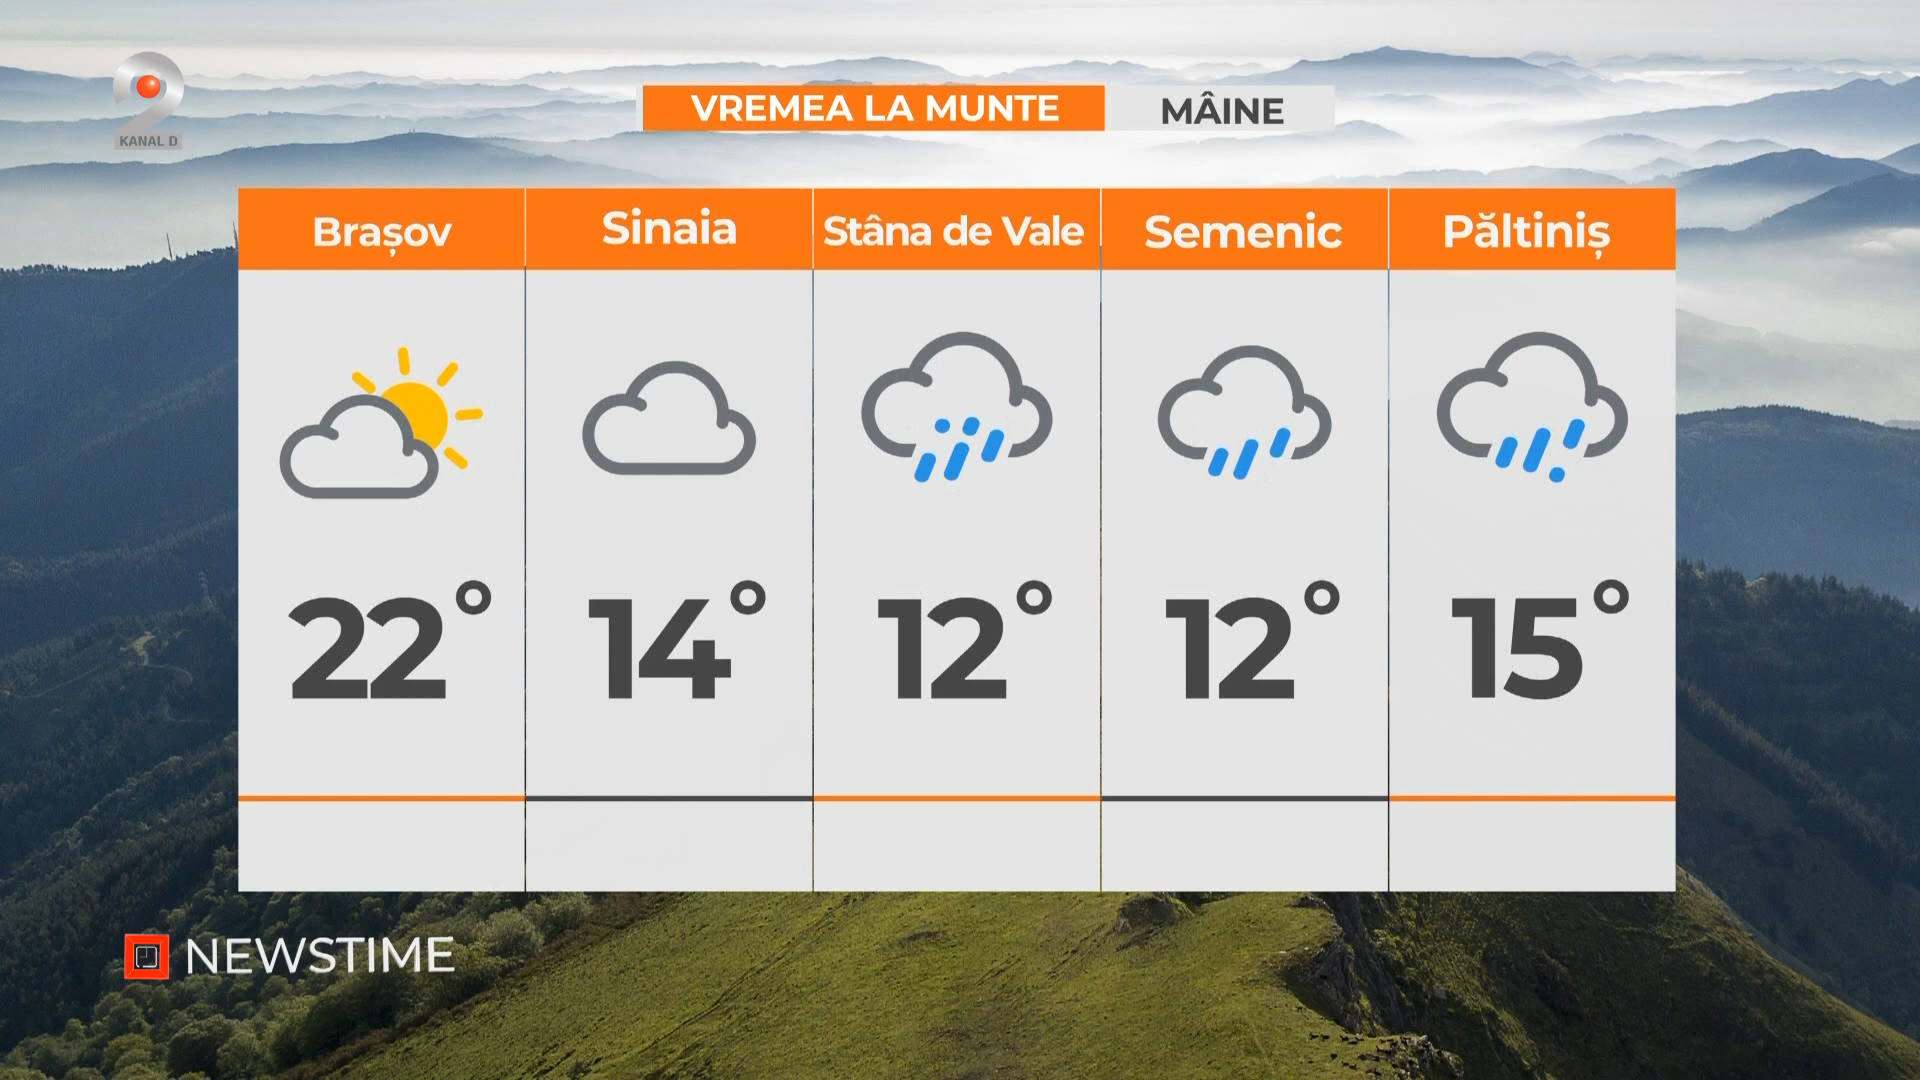 KANAL D
VREMEA LA MUNTE MÂINE
Brașov Sinaia Stâna de Vale Semenic Păltiniș
22° 14° 12° 12° 15°
NEWSTIME